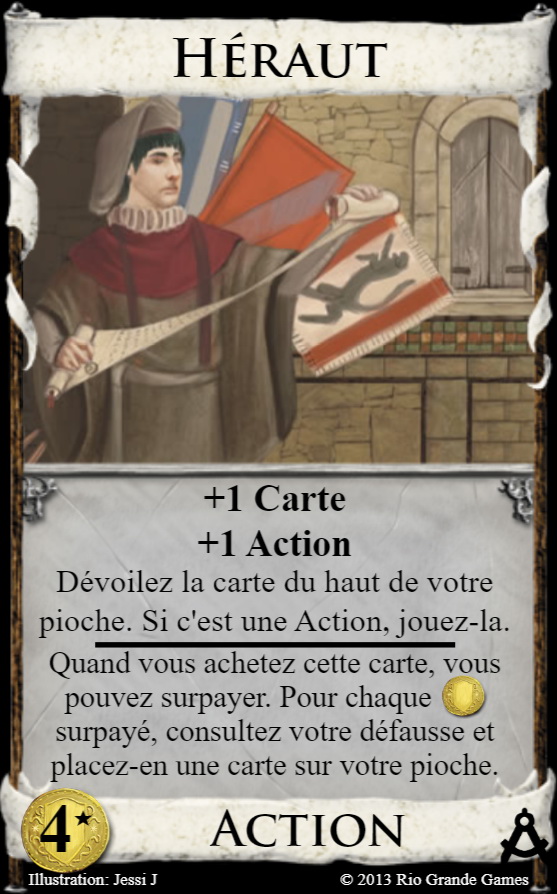 HÉRAUT
+1 Carte
+1 Action
Dévoilez la carte du haut de votre
pioche. Si c'est une Action, jouez-la.
Quand vous achetez cette carte, vous
pouvez surpayer. Pour chaque
surpayé, consultez votre défausse et
placez-en une carte sur votre pioche.
4*
ACTION
Illustration: Jessi J
© 2013 Rio Grande Games